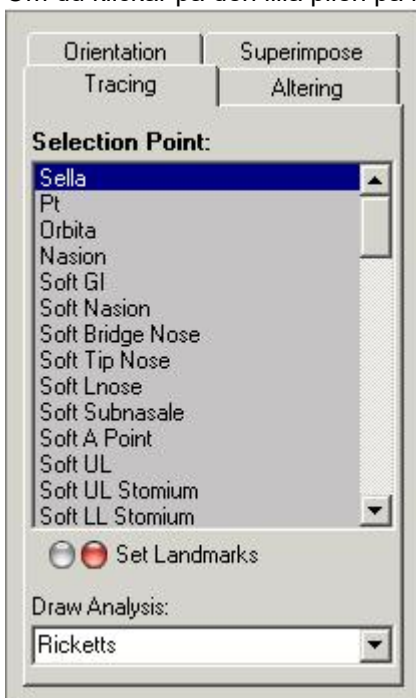 Orientation Superimpose
Tracing Altering
Selection Point:
Sella
Pt
Orbita
Nasion
Soft Gl
Soft Nasion
Soft Bridge Nose
Soft Tip Nose
Soft Lnose
Soft Subnasale
Soft A Point
Soft UL
Soft UL Stomium
Soft LL Stomium
Set Landmarks
Draw Analysis:
Ricketts